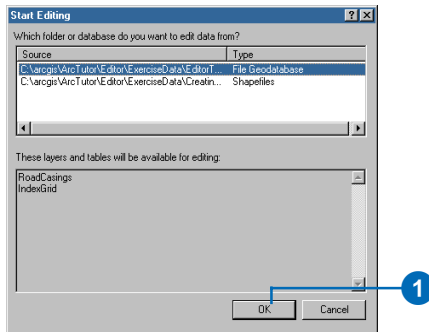 Start Editing
Which folder or database do you want to edit data from?
Source Type
C:\arcgis\ArcTutor\Editor\ExerciseData\EditorT... File Geodatabase
C:\arcgis\ArcTutor\Editor\ExerciseData\Creatin... Shapefiles
These layers and tables will be available for editing:
RoadCasings
IndexGrid
1
OK Cancel